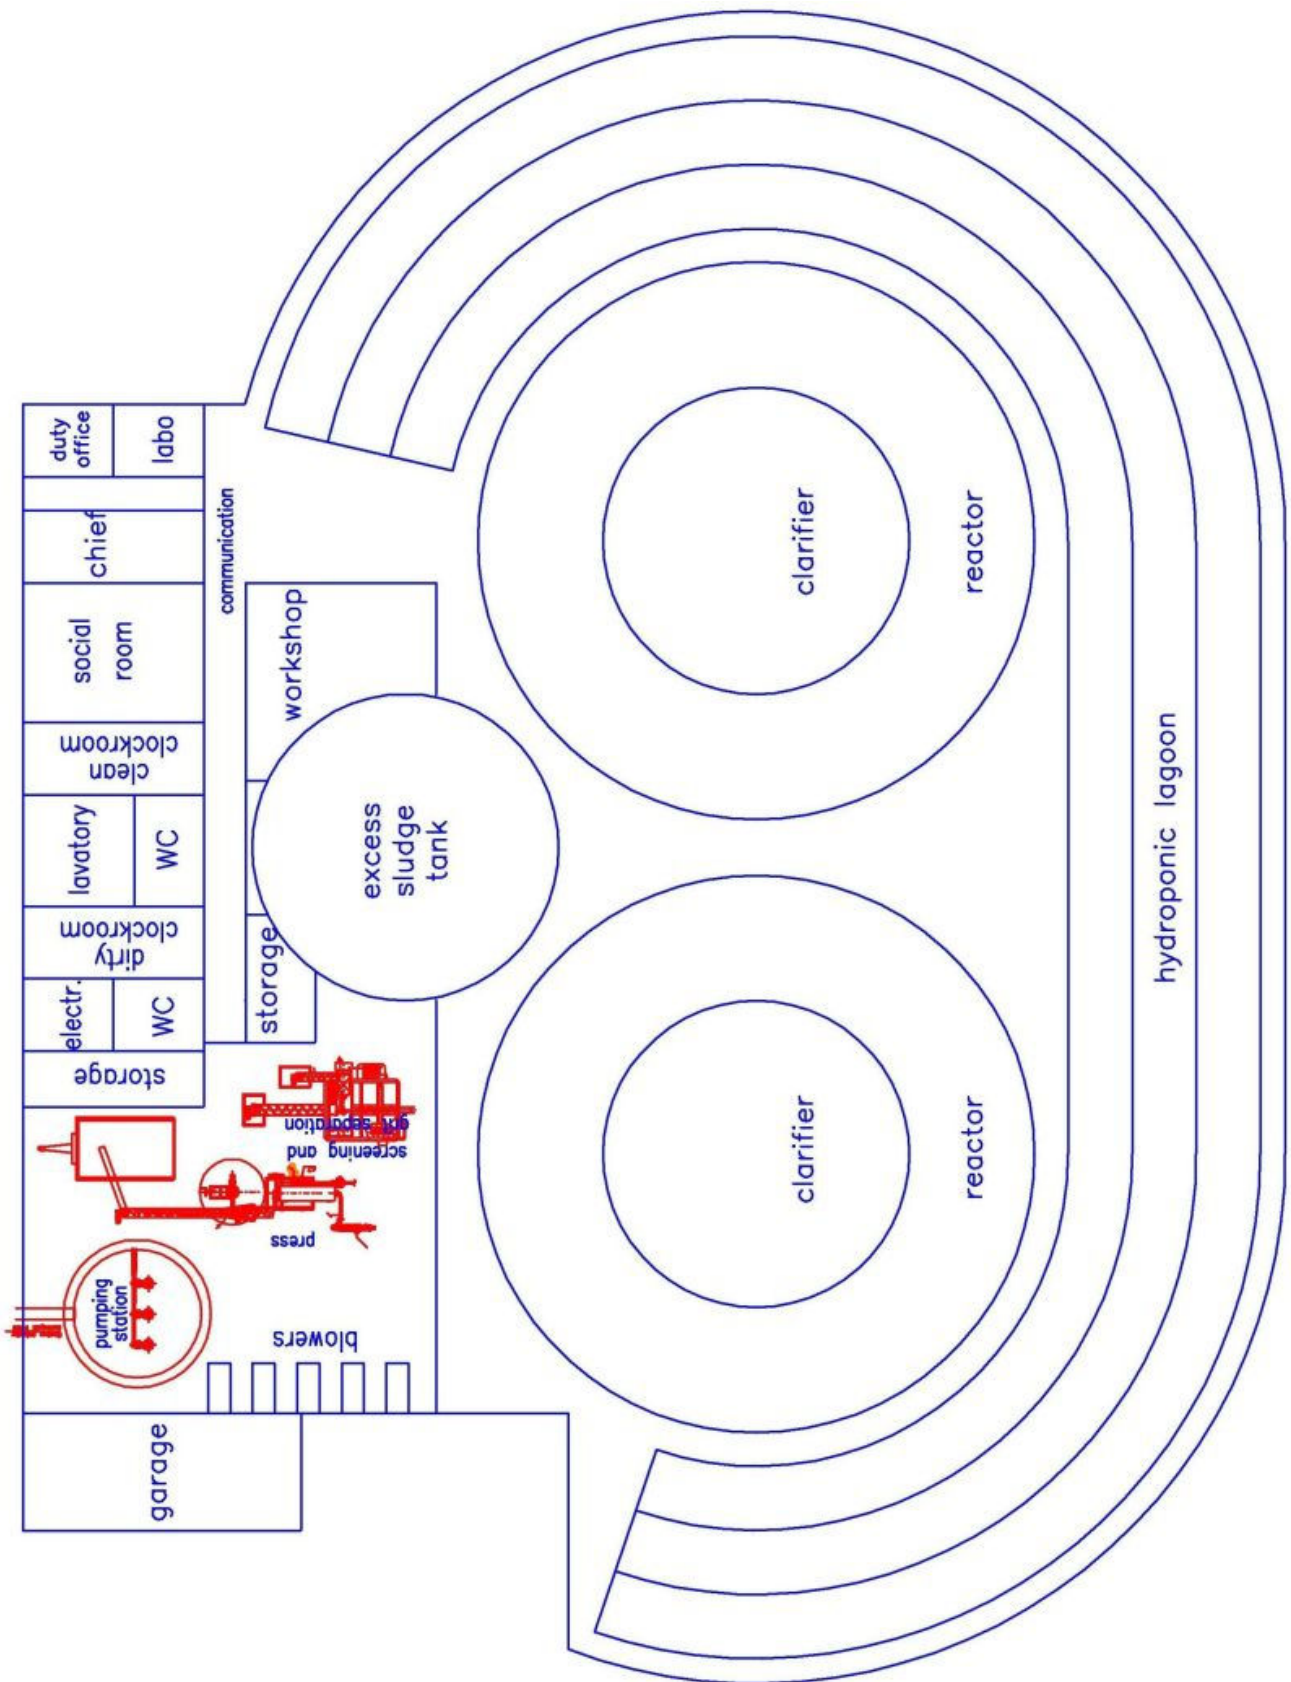 duty
office
labo
chief
communication
social
room
workshop
clean
clockroom
lavatory
WC
excess
sludge
tank
dirty
clockroom
electr.
WC
storage
storage
screening and
grit separation
press
pumping
station
blowers
garage
clarifier
reactor
clarifier
reactor
hydroponic lagoon